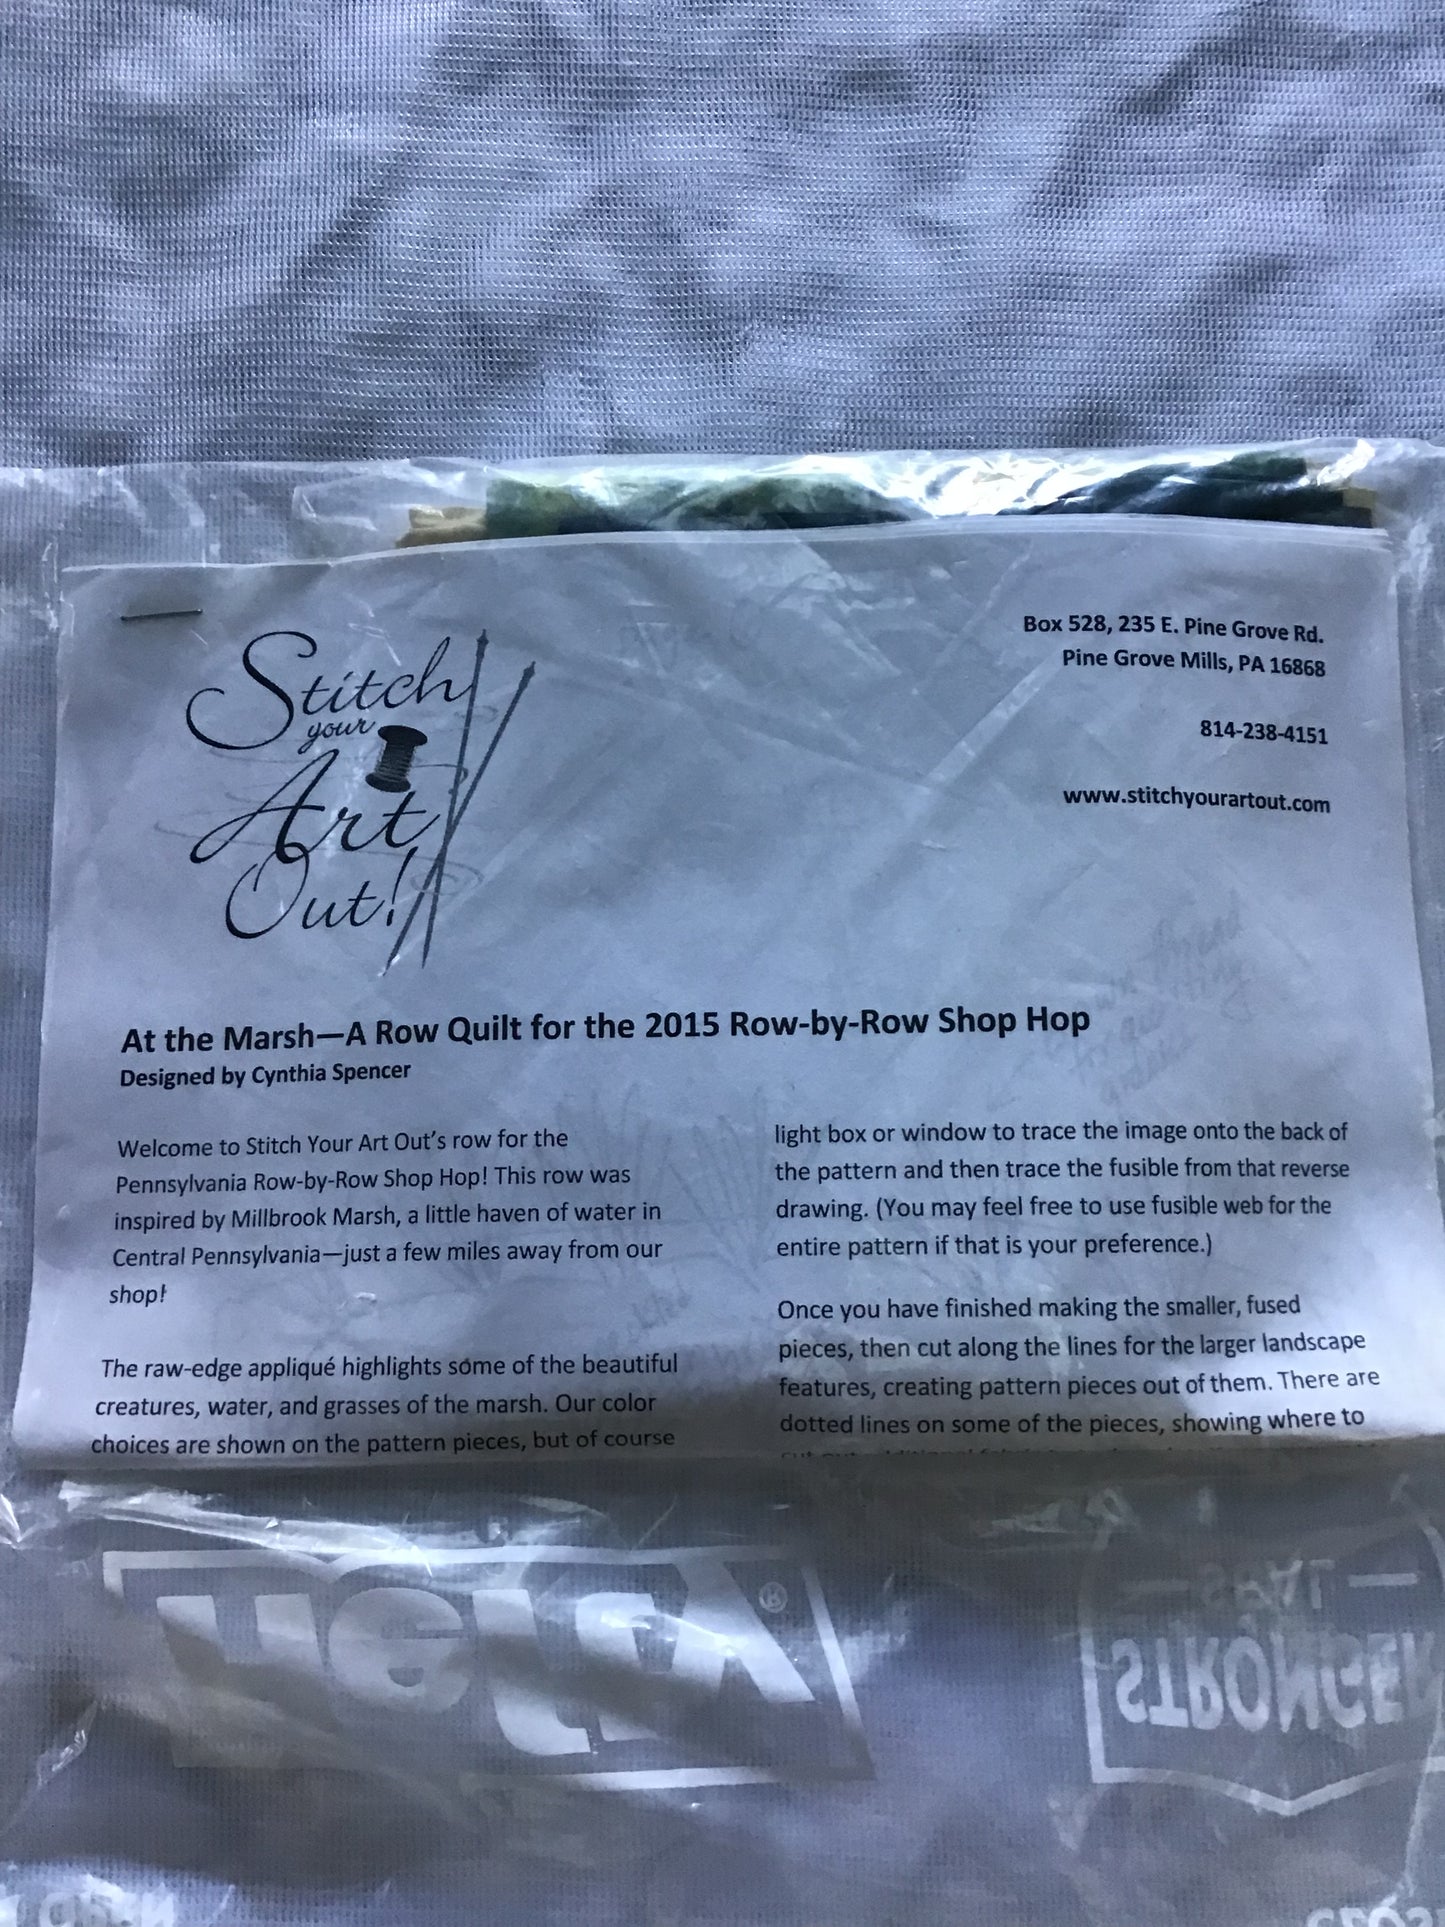 Stitch
your
Art
Out!
Box 528, 235 E. Pine Grove Rd.
Pine Grove Mills, PA 16868
814-238-4151
www.stitchyourartout.com
At the Marsh—A Row Quilt for the 2015 Row-by-Row Shop Hop
Designed by Cynthia Spencer
Welcome to Stitch Your Art Out’s row for the
Pennsylvania Row-by-Row Shop Hop! This row was
inspired by Millbrook Marsh, a little haven of water in
Central Pennsylvania—just a few miles away from our
shop!
The raw-edge appliqué highlights some of the beautiful
creatures, water, and grasses of the marsh. Our color
choices are shown on the pattern pieces, but of course
light box or window to trace the image onto the back of
the pattern and then trace the fusible from that reverse
drawing. (You may feel free to use fusible web for the
entire pattern if that is your preference.)
Once you have finished making the smaller, fused
pieces, then cut along the lines for the larger landscape
features, creating pattern pieces out of them. There are
dotted lines on some of the pieces, showing where to
hefty®
STRONGER
SEAL